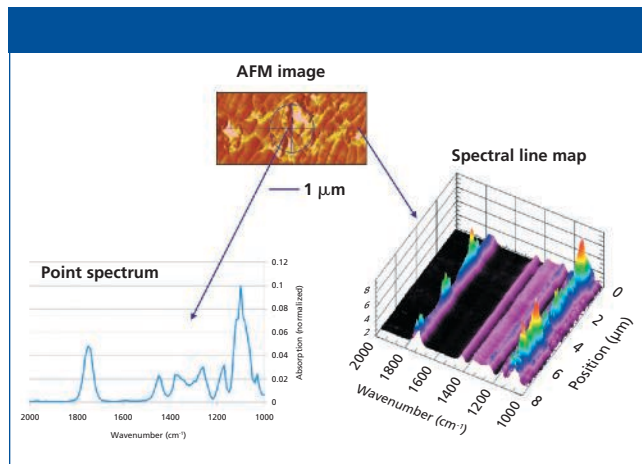 AFM image
1 μm
Spectral line map
8
6
4
2
2000
1800
1600
1400
1200
1000
Wavenumber (cm⁻¹)
0
2
4
6
8
Position (μm)
Point spectrum
0.12
0.1
0.08
0.06
0.04
0.02
0
Absorption (normalized)
2000 1800 1600 1400 1200 1000
Wavenumber (cm⁻¹)